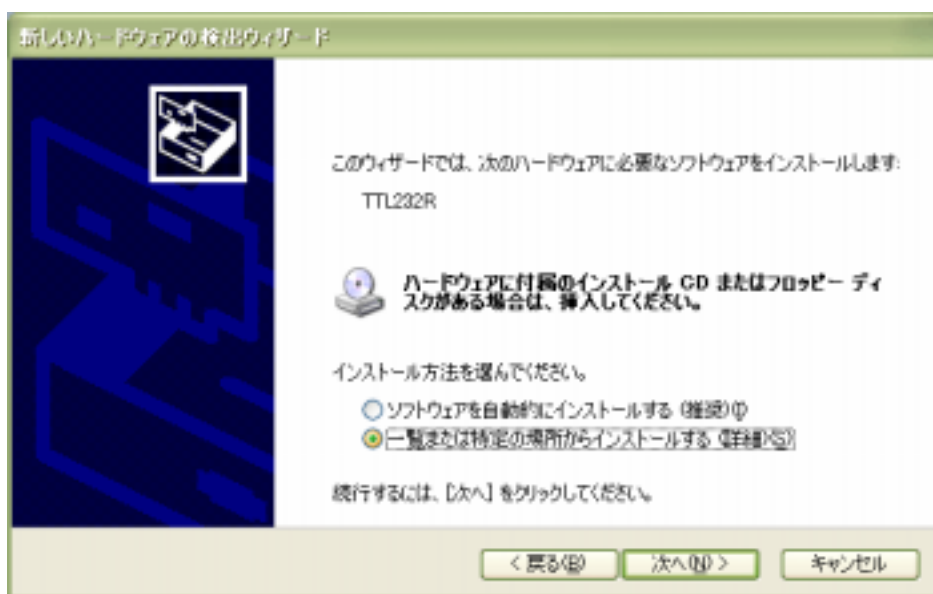 新しいハードウェアの検出ウィザード
このウィザードでは、次のハードウェアに必要なソフトウェアをインストールします:
TTL232R
ハードウェアに付属のインストール CD またはフロッピー ディ
スクがある場合は、挿入してください。
インストール方法を選んでください。
ソフトウェアを自動的にインストールする (推奨)(I)
一覧または特定の場所からインストールする (詳細)(S)
続行するには、[次へ] をクリックしてください。
< 戻る(B) 次へ(N) > キャンセル